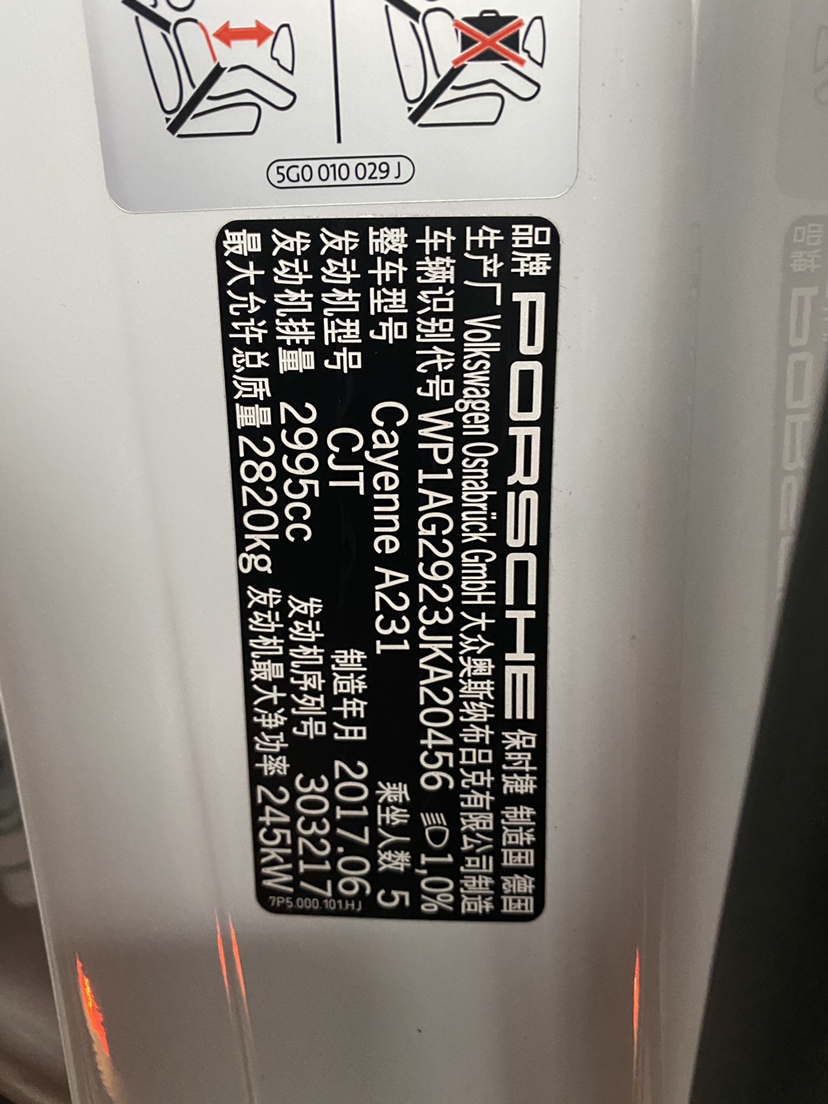 5G0 010 029 J
品牌 PORSCHE 保时捷 制造国 德国
生产厂 Volkswagen Osnabrück GmbH 大众奥斯纳布吕克有限公司制造
车辆识别代号 WP1AG2923JKA20456 1,0%
整车型号 Cayenne A231 乘坐人数 5
发动机型号 CJT 制造年月 2017.06
发动机排量 2995cc 发动机序列号 303217
最大允许总质量 2820kg 发动机最大净功率 245kW
7P5.000.101.HJ